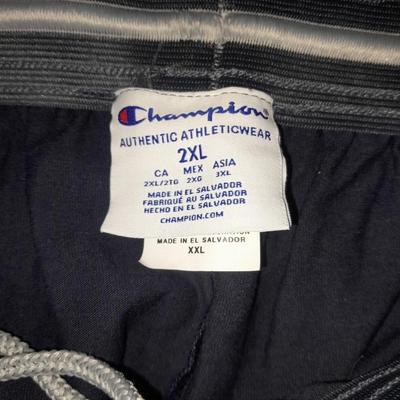 Champion
AUTHENTIC ATHLETICWEAR
2XL
CA MEX ASIA
2XL/2TG 2XG 3XL
MADE IN EL SALVADOR
FABRIQUÉ AU SALVADOR
HECHO EN EL SALVADOR
CHAMPION.COM
MADE IN EL SALVADOR
XXL